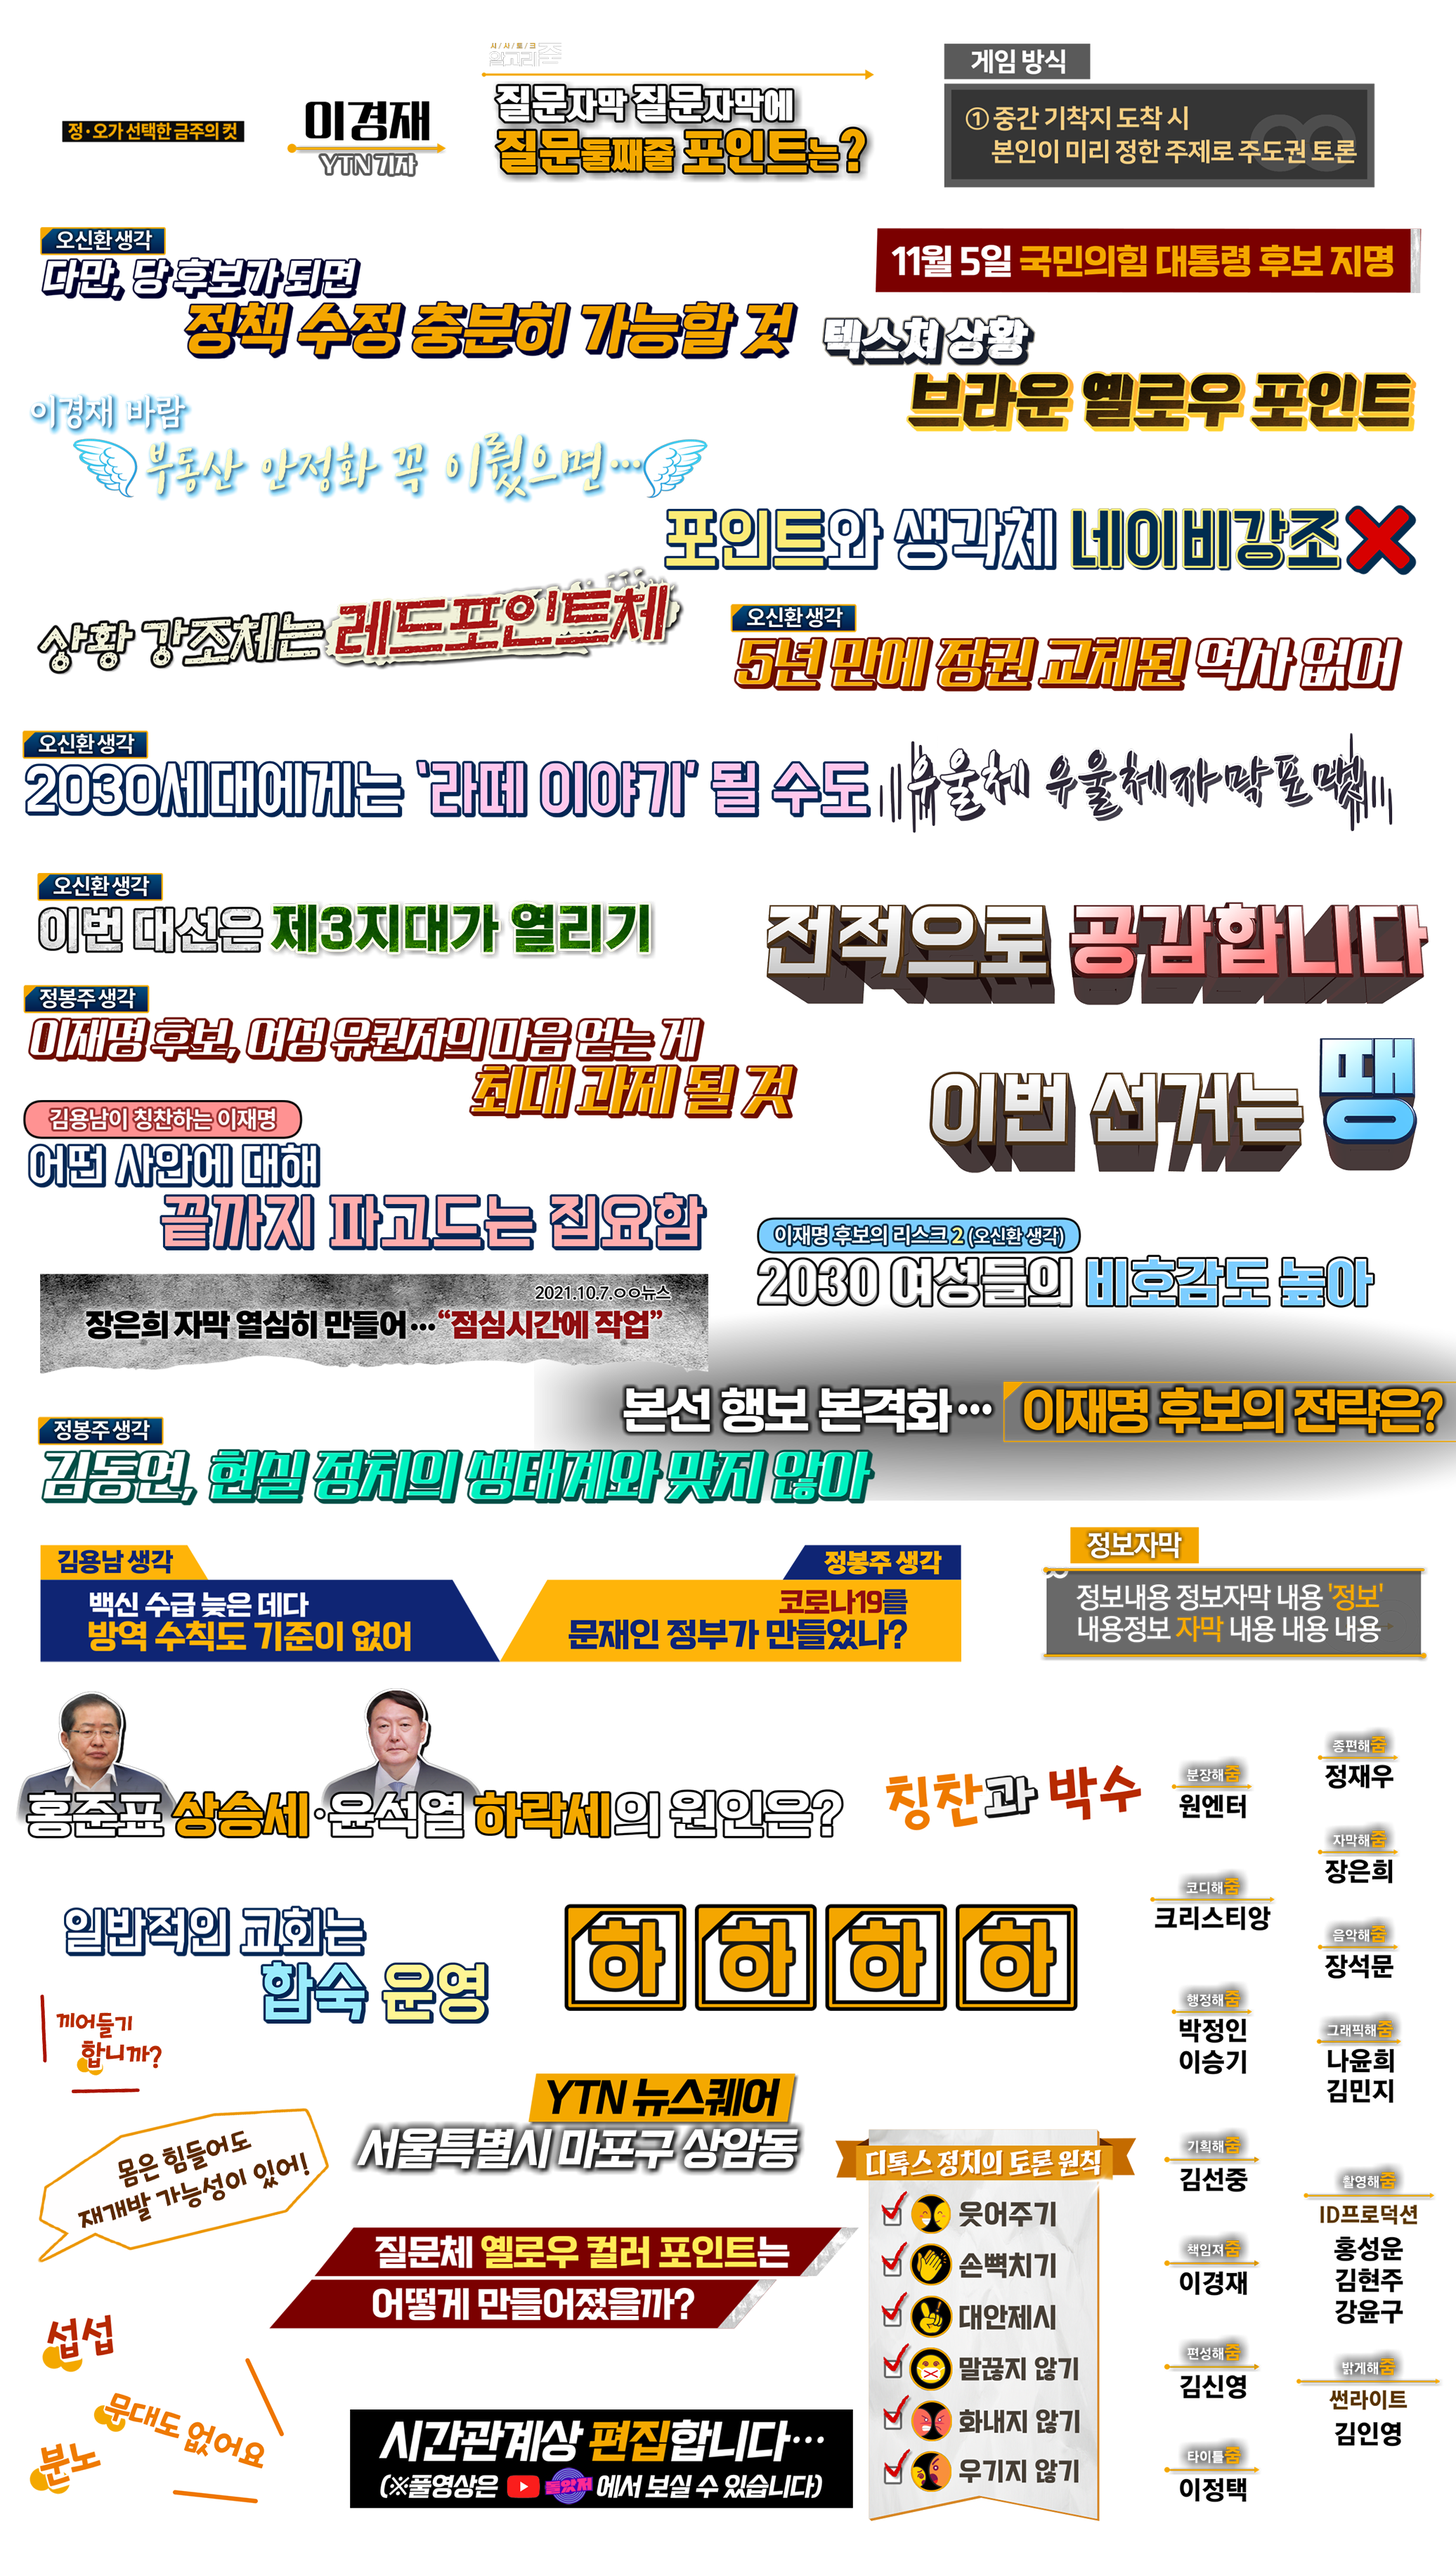 정·오가 선택한 금주의 컷
이경재
YTN 기자
시/사/토/크
알고리줌
질문자막 질문자막에
질문둘째줄 포인트는?
게임 방식
① 중간 기착지 도착 시
본인이 미리 정한 주제로 주도권 토론
오신환 생각
다만, 당 후보가 되면
정책 수정 충분히 가능할 것
11월 5일 국민의힘 대통령 후보 지명
텍스쳐 상황
브라운 옐로우 포인트
이경재 바람
부동산 안정화 꼭 이뤘으면…
포인트와 생각체 네이비강조
상황 강조체는 레드포인트체
오신환 생각
5년 만에 정권 교체된 역사 없어
오신환 생각
2030세대에게는 ‘라떼 이야기’ 될 수도
우울체 우울체자막포맷
오신환 생각
이번 대선은 제3지대가 열리기
전적으로 공감합니다
정봉주 생각
이재명 후보, 여성 유권자의 마음 얻는 게
최대 과제 될 것
이번 선거는 땡
김용남이 칭찬하는 이재명
어떤 사안에 대해
끝까지 파고드는 집요함
이재명 후보의 리스크 2 (오신환 생각)
2030 여성들의 비호감도 높아
2021.10.7.ㅇㅇ뉴스
장은희 자막 열심히 만들어…“점심시간에 작업”
본선 행보 본격화… 이재명 후보의 전략은?
정봉주 생각
김동연, 현실 정치의 생태계와 맞지 않아
김용남 생각
백신 수급 늦은 데다
방역 수칙도 기준이 없어
정봉주 생각
코로나19를
문재인 정부가 만들었나?
정보자막
정보내용 정보자막 내용 '정보'
내용정보 자막 내용 내용 내용
홍준표 상승세·윤석열 하락세의 원인은?
칭찬과 박수
일반적인 교회는
합숙 운영
하 하 하 하
끼어들기
합니까?
YTN 뉴스퀘어
서울특별시 마포구 상암동
몸은 힘들어도
재개발 가능성이 있어!
질문체 옐로우 컬러 포인트는
어떻게 만들어졌을까?
섭섭
문대도 없어요
분노
시간관계상 편집합니다…
(※풀영상은 돌았저 에서 보실 수 있습니다)
디톡스 정치의 토론 원칙
웃어주기
손뼉치기
대안제시
말끊지 않기
화내지 않기
우기지 않기
분장해줌
원엔터
코디해줌
크리스티앙
행정해줌
박정인
이승기
기획해줌
김선중
책임져줌
이경재
편성해줌
김신영
타이틀줌
이정택
종편해줌
정재우
자막해줌
장은희
음악해줌
장석문
그래픽해줌
나윤희
김민지
촬영해줌
ID프로덕션
홍성운
김현주
강윤구
밝게해줌
썬라이트
김인영